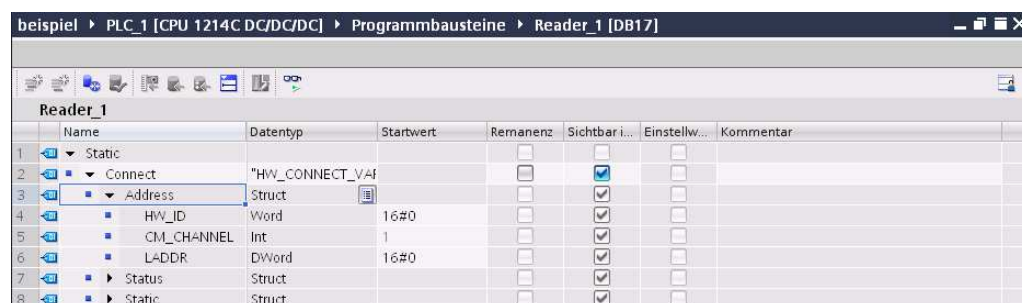 beispiel ▸ PLC_1 [CPU 1214C DC/DC/DC] ▸ Programmbausteine ▸ Reader_1 [DB17]
Reader_1
Name Datentyp Startwert Remanenz Sichtbar i... Einstellw... Kommentar
1 Static
2 Connect "HW_CONNECT_VAR
3 Address Struct
4 HW_ID Word 16#0
5 CM_CHANNEL Int 1
6 LADDR DWord 16#0
7 Status Struct
8 Static Struct